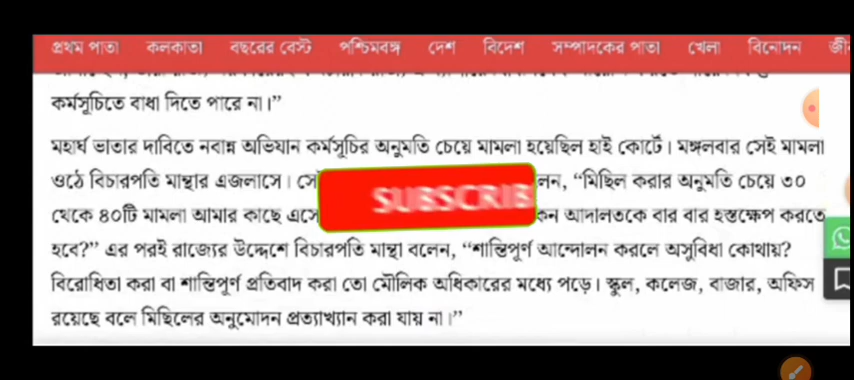 প্রথম পাতা কলকাতা বছরের বেস্ট পশ্চিমবঙ্গ দেশ বিদেশ সম্পাদকের পাতা খেলা বিনোদন
কর্মসূচিতে বাধা দিতে পারে না।”
মহার্ঘ ভাতার দাবিতে নবান্ন অভিযান কর্মসূচির অনুমতি চেয়ে মামলা হয়েছিল হাই কোর্টে। মঙ্গলবার সেই মামলা
ওঠে বিচারপতি মান্থার এজলাসে। লেন, “মিছিল করার অনুমতি চেয়ে ৩০
SUBSCRIB
থেকে ৪০টি মামলা আমার কাছে এসে কেন আদালতকে বার বার হস্তক্ষেপ করতে
হবে?” এর পরই রাজ্যের উদ্দেশে বিচারপতি মান্থা বলেন, “শান্তিপূর্ণ আন্দোলন করলে অসুবিধা কোথায়?
বিরোধিতা করা বা শান্তিপূর্ণ প্রতিবাদ করা তো মৌলিক অধিকারের মধ্যে পড়ে। স্কুল, কলেজ, বাজার, অফিস
রয়েছে বলে মিছিলের অনুমোদন প্রত্যাখ্যান করা যায় না।”